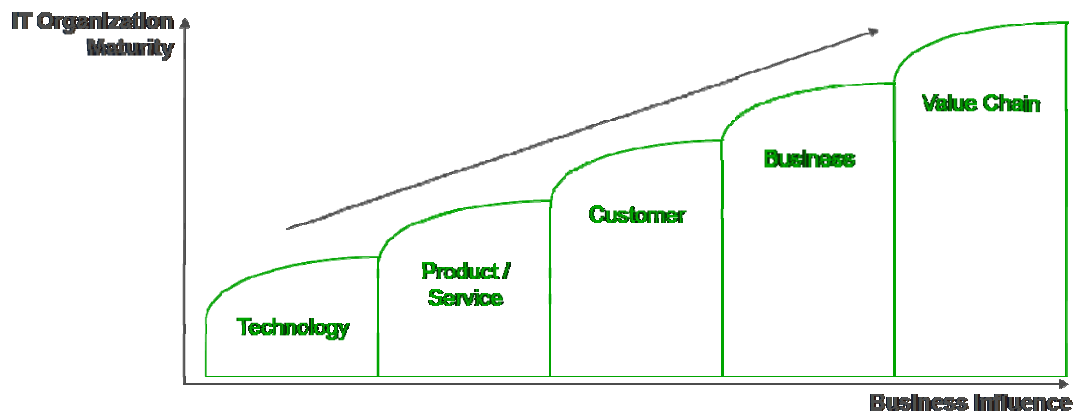 IT Organization
Maturity
Value Chain
Business
Customer
Product /
Service
Technology
Business Influence